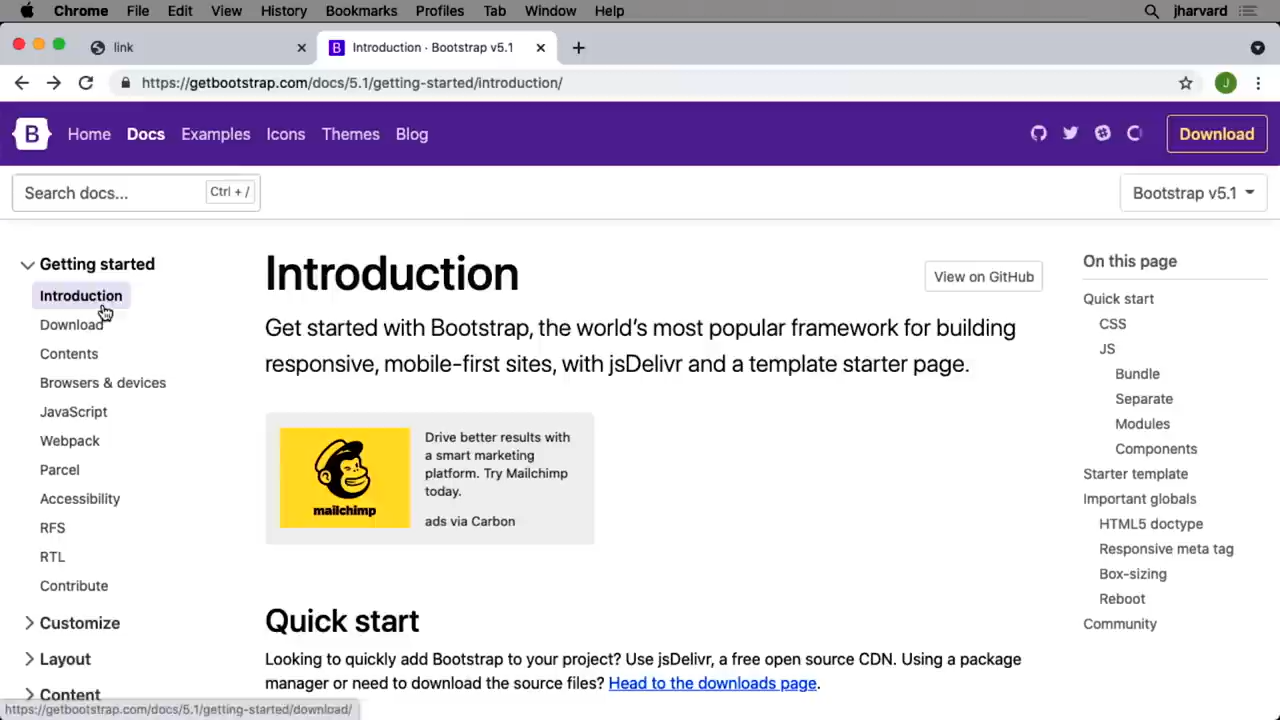 Chrome File Edit View History Bookmarks Profiles Tab Window Help jharvard
link Introduction · Bootstrap v5.1
https://getbootstrap.com/docs/5.1/getting-started/introduction/ J
B Home Docs Examples Icons Themes Blog Download
Search docs... Ctrl + / Bootstrap v5.1
Getting started
Introduction
Download
Contents
Browsers & devices
JavaScript
Webpack
Parcel
Accessibility
RFS
RTL
Contribute
Customize
Layout
Content
Introduction
View on GitHub
Get started with Bootstrap, the world's most popular framework for building
responsive, mobile-first sites, with jsDelivr and a template starter page.
mailchimp
Drive better results with
a smart marketing
platform. Try Mailchimp
today.
ads via Carbon
Quick start
Looking to quickly add Bootstrap to your project? Use jsDelivr, a free open source CDN. Using a package
manager or need to download the source files? Head to the downloads page.
On this page
Quick start
CSS
JS
Bundle
Separate
Modules
Components
Starter template
Important globals
HTML5 doctype
Responsive meta tag
Box-sizing
Reboot
Community
https://getbootstrap.com/docs/5.1/getting-started/download/